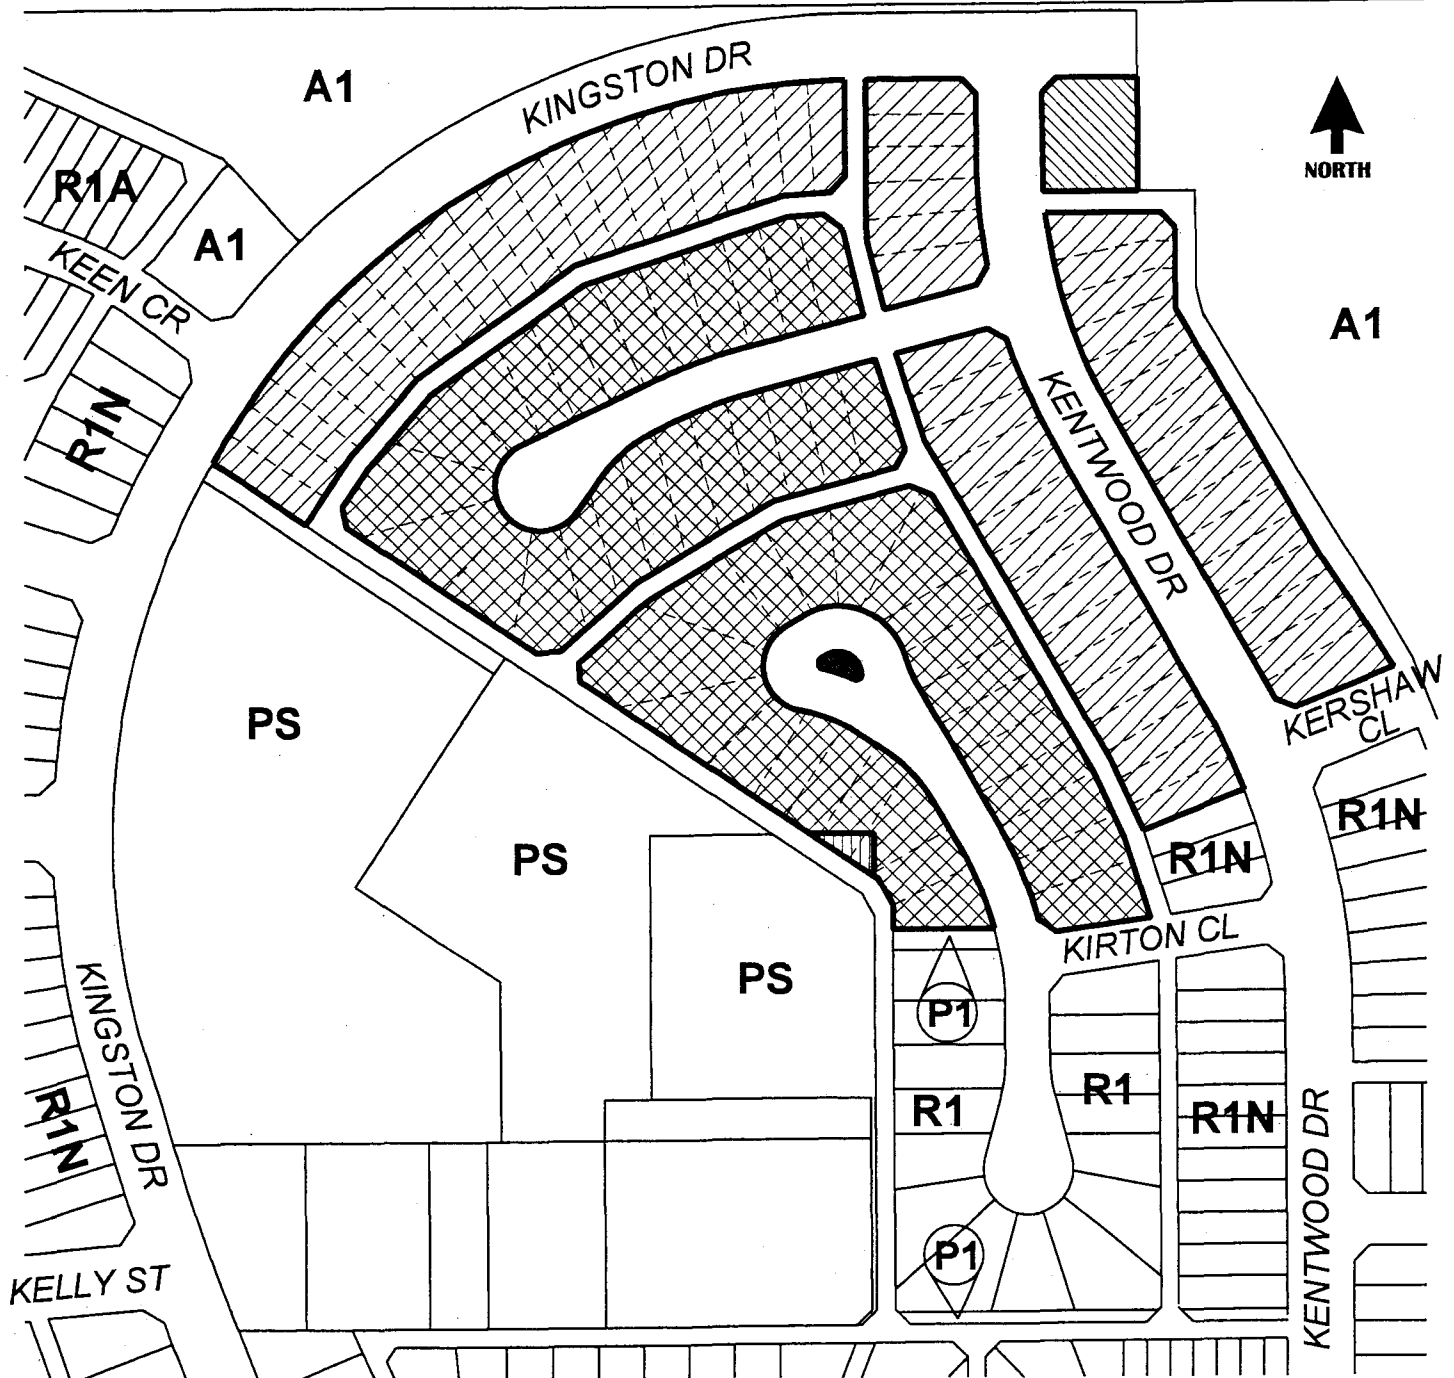 A1
KINGSTON DR
NORTH
R1A
A1
KEEN CR
A1
R1N
KENTWOOD DR
PS
KERSHAW
CL
R1N
PS
R1N
KIRTON CL
PS
P1
R1
R1
R1N
KINGSTON DR
R1N
KENTWOOD DR
P1
KELLY ST